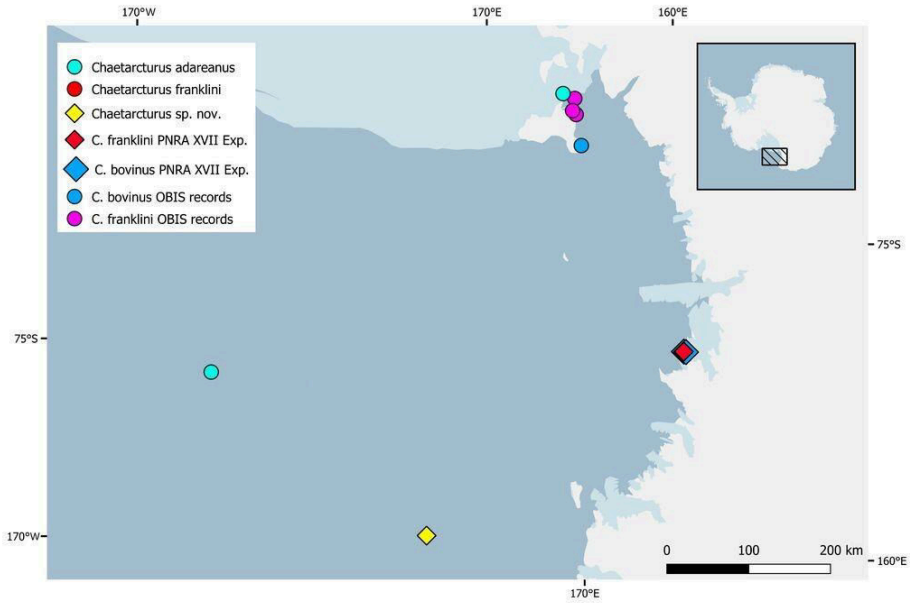 170°W 170°E 160°E
Chaetarcturus adareanus
Chaetarcturus franklini
Chaetarcturus sp. nov.
C. franklini PNRA XVII Exp.
C. bovinus PNRA XVII Exp.
C. bovinus OBIS records
C. franklini OBIS records
75°S
75°S
170°W
0 100 200 km
160°E
170°E